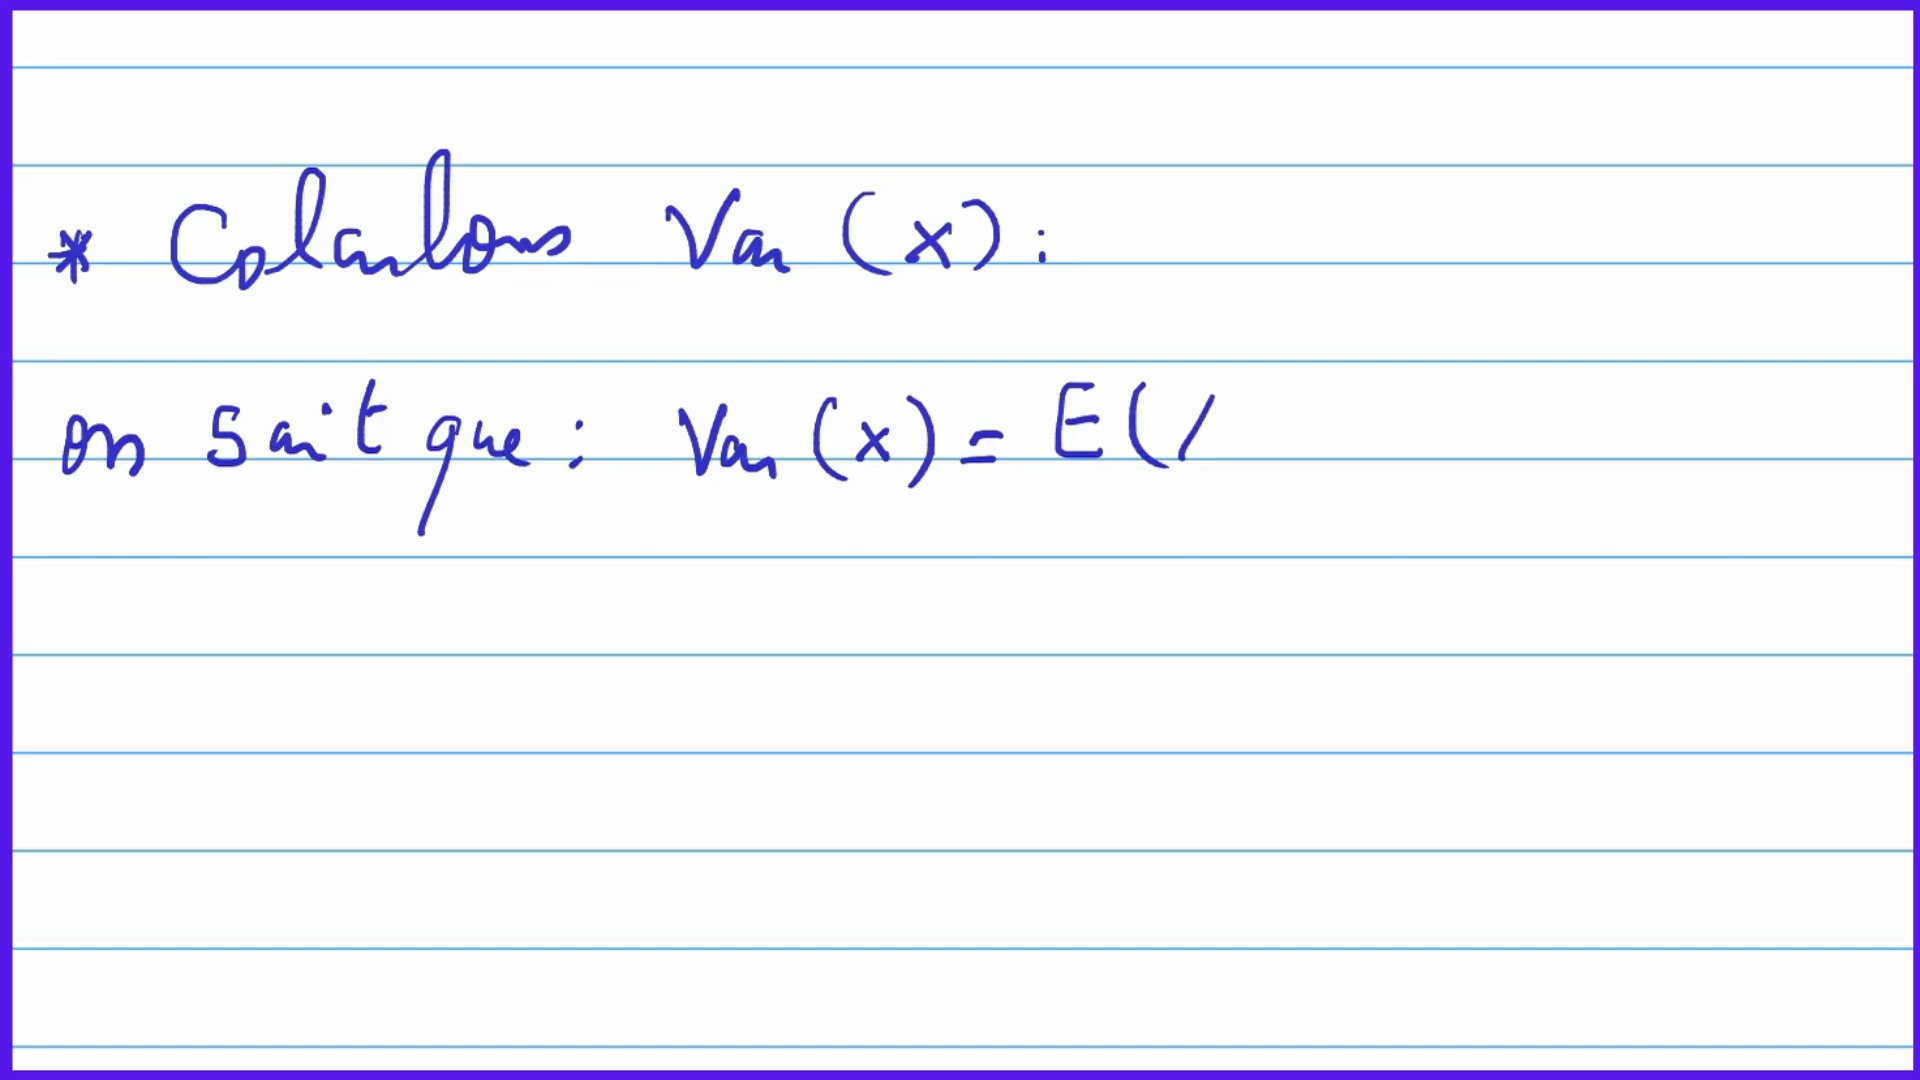 * Calculons Var (x) :
on sait que : Var (x) = E( /